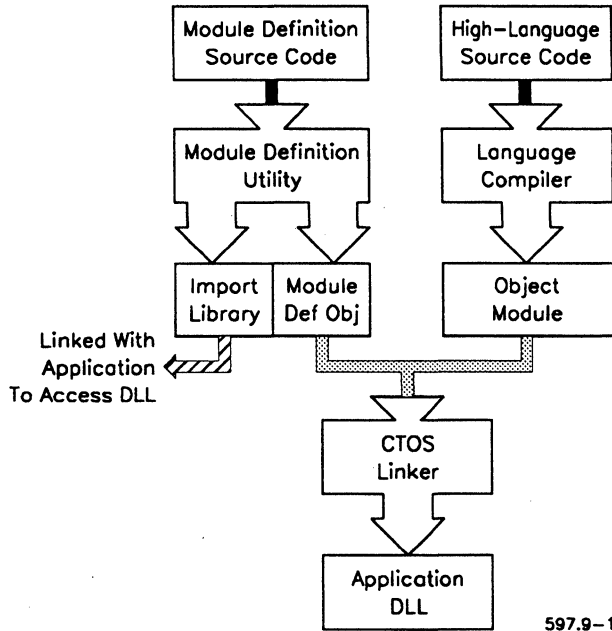 Module Definition
Source Code
High-Language
Source Code
Module Definition
Utility
Language
Compiler
Import
Library
Module
Def Obj
Object
Module
Linked With
Application
To Access DLL
CTOS
Linker
Application
DLL
597.9-1